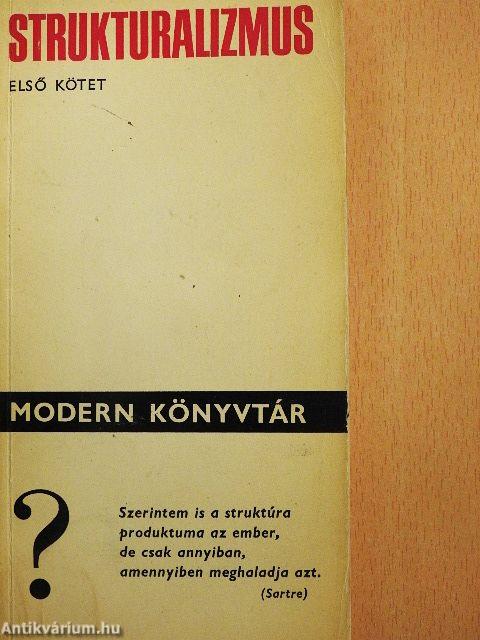 STRUKTURALIZMUS
ELSŐ KÖTET
MODERN KÖNYVTÁR
?
Szerintem is a struktúra
produktuma az ember,
de csak annyiban,
amennyiben meghaladja azt.
(Sartre)
Antikvárium.hu